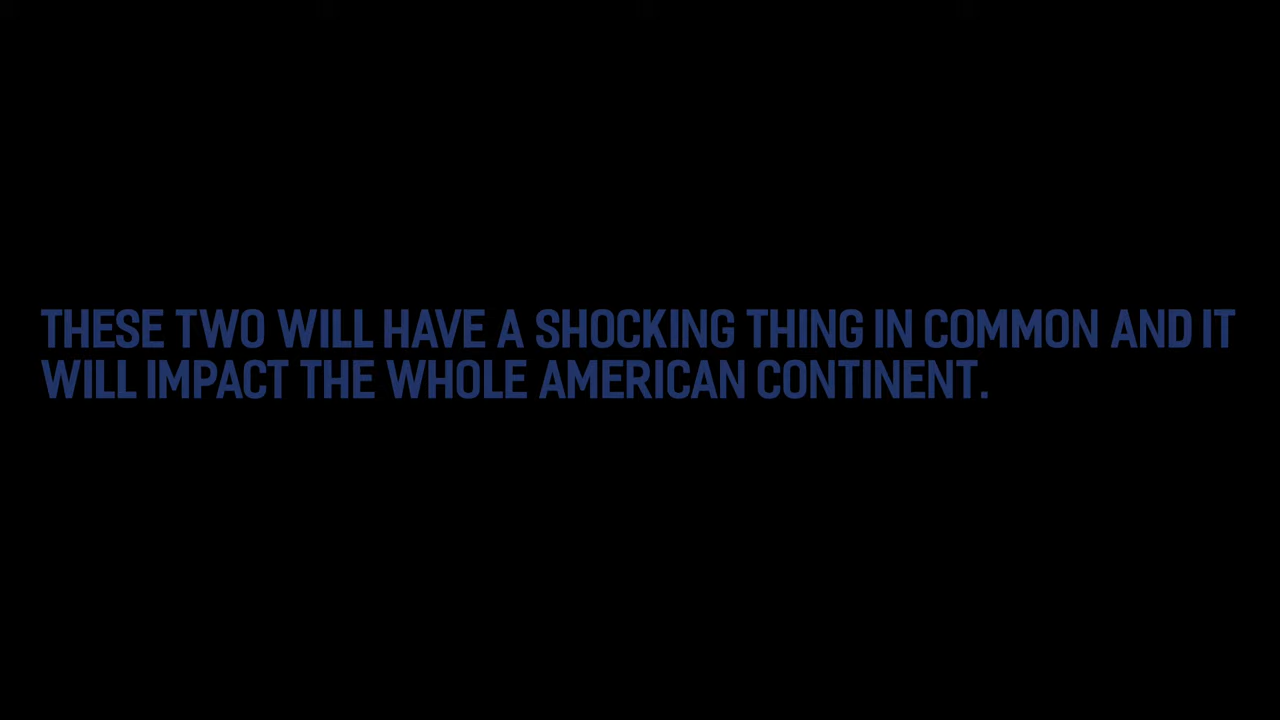 THESE TWO WILL HAVE A SHOCKING THING IN COMMON AND IT
WILL IMPACT THE WHOLE AMERICAN CONTINENT.